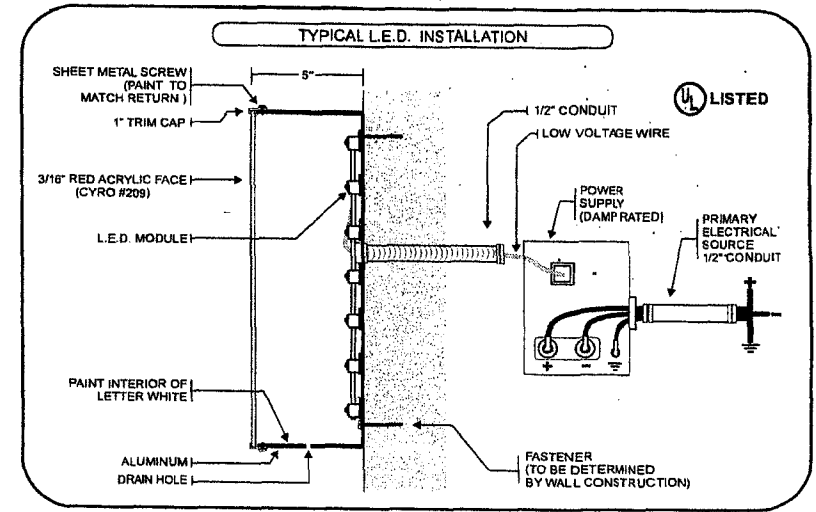 TYPICAL L.E.D. INSTALLATION
SHEET METAL SCREW
(PAINT TO
MATCH RETURN )
5"
1" TRIM CAP
3/16" RED ACRYLIC FACE
(CYRO #209)
L.E.D. MODULE
PAINT INTERIOR OF
LETTER WHITE
ALUMINUM
DRAIN HOLE
1/2" CONDUIT
LOW VOLTAGE WIRE
UL LISTED
POWER
SUPPLY
(DAMP RATED)
PRIMARY
ELECTRICAL
SOURCE
1/2" CONDUIT
+ –
FASTENER
(TO BE DETERMINED
BY WALL CONSTRUCTION)